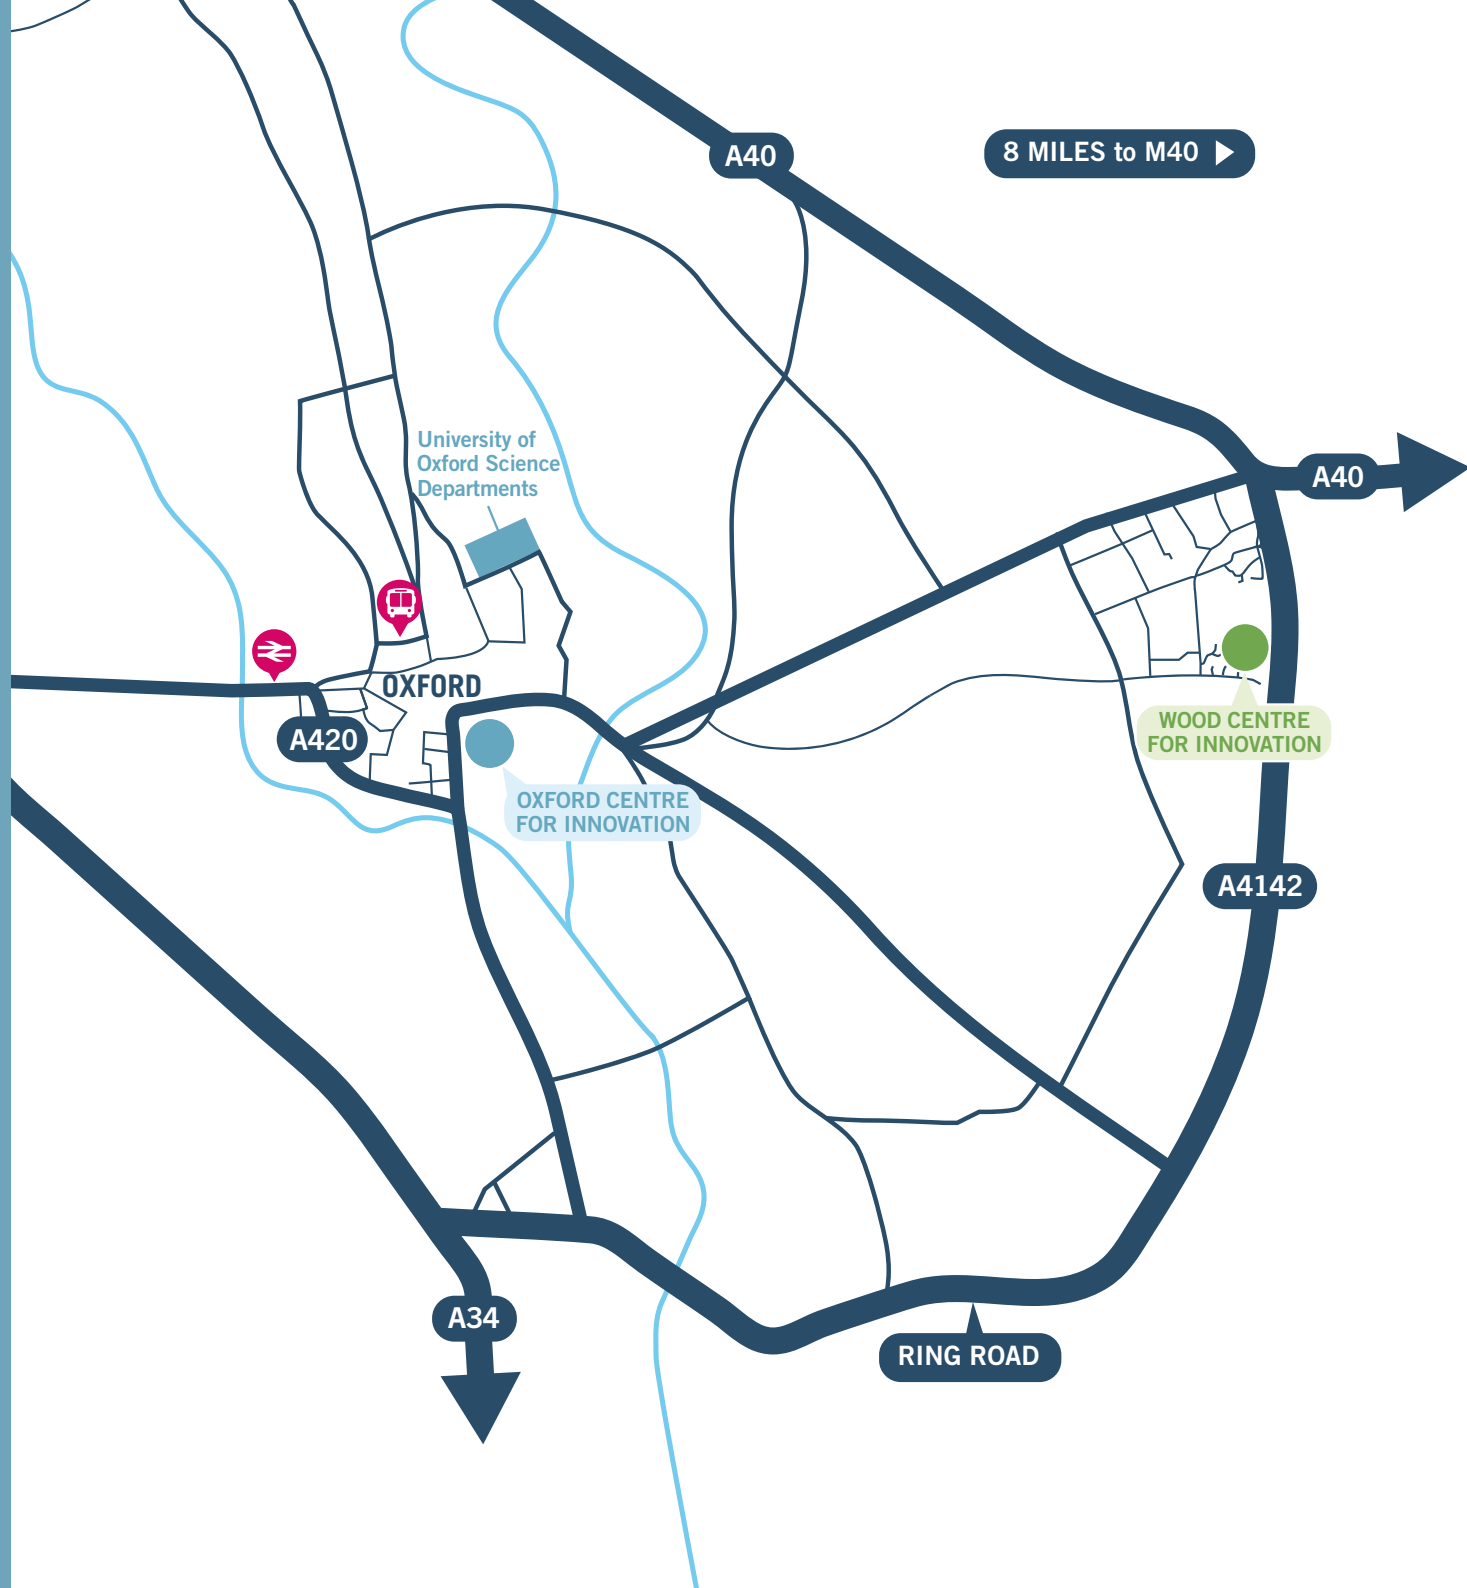 A40
8 MILES to M40
University of
Oxford Science
Departments
A40
OXFORD
A420
WOOD CENTRE
FOR INNOVATION
OXFORD CENTRE
FOR INNOVATION
A4142
A34
RING ROAD